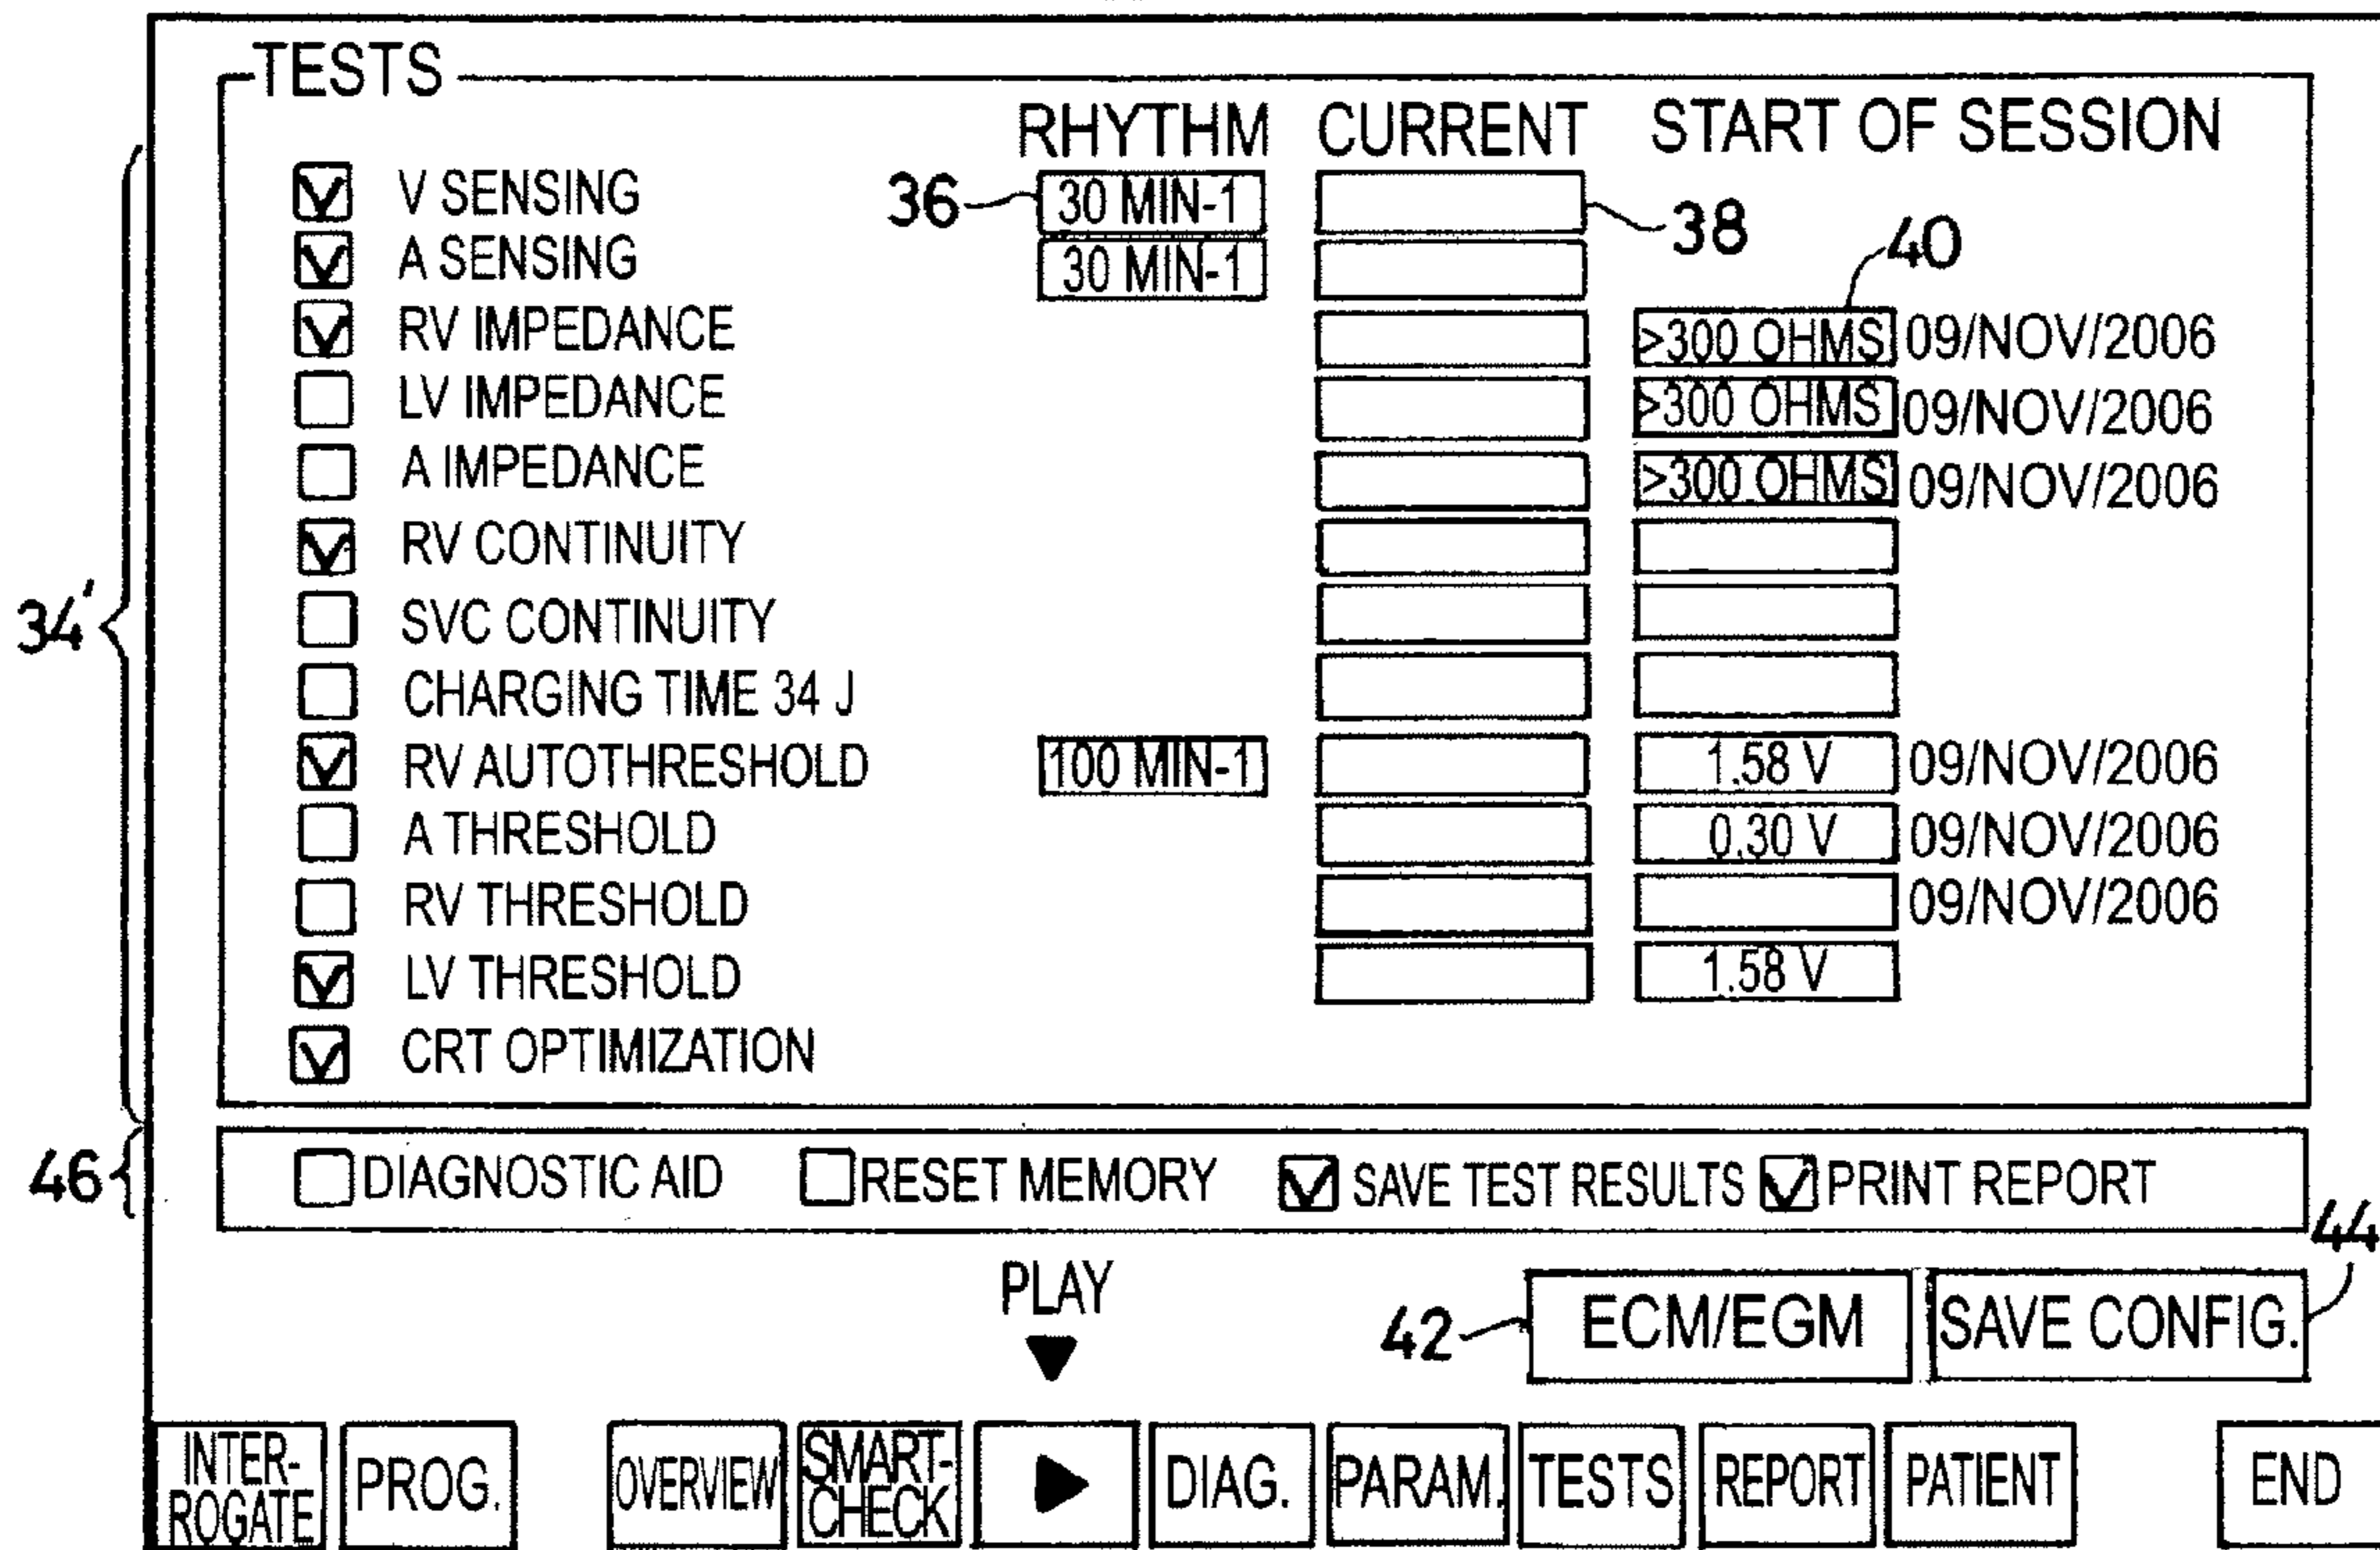 TESTS
RHYTHM CURRENT START OF SESSION
V SENSING 36 30 MIN-1 38
A SENSING 30 MIN-1 40
RV IMPEDANCE >300 OHMS 09/NOV/2006
LV IMPEDANCE >300 OHMS 09/NOV/2006
A IMPEDANCE >300 OHMS 09/NOV/2006
RV CONTINUITY
34' SVC CONTINUITY
CHARGING TIME 34 J
RV AUTOTHRESHOLD 100 MIN-1 1.58 V 09/NOV/2006
A THRESHOLD 0.30 V 09/NOV/2006
RV THRESHOLD 09/NOV/2006
LV THRESHOLD 1.58 V
CRT OPTIMIZATION
46 DIAGNOSTIC AID RESET MEMORY SAVE TEST RESULTS PRINT REPORT
44
PLAY
42 ECM/EGM SAVE CONFIG.
INTER-
ROGATE PROG. OVERVIEW SMART-
CHECK DIAG. PARAM. TESTS REPORT PATIENT END